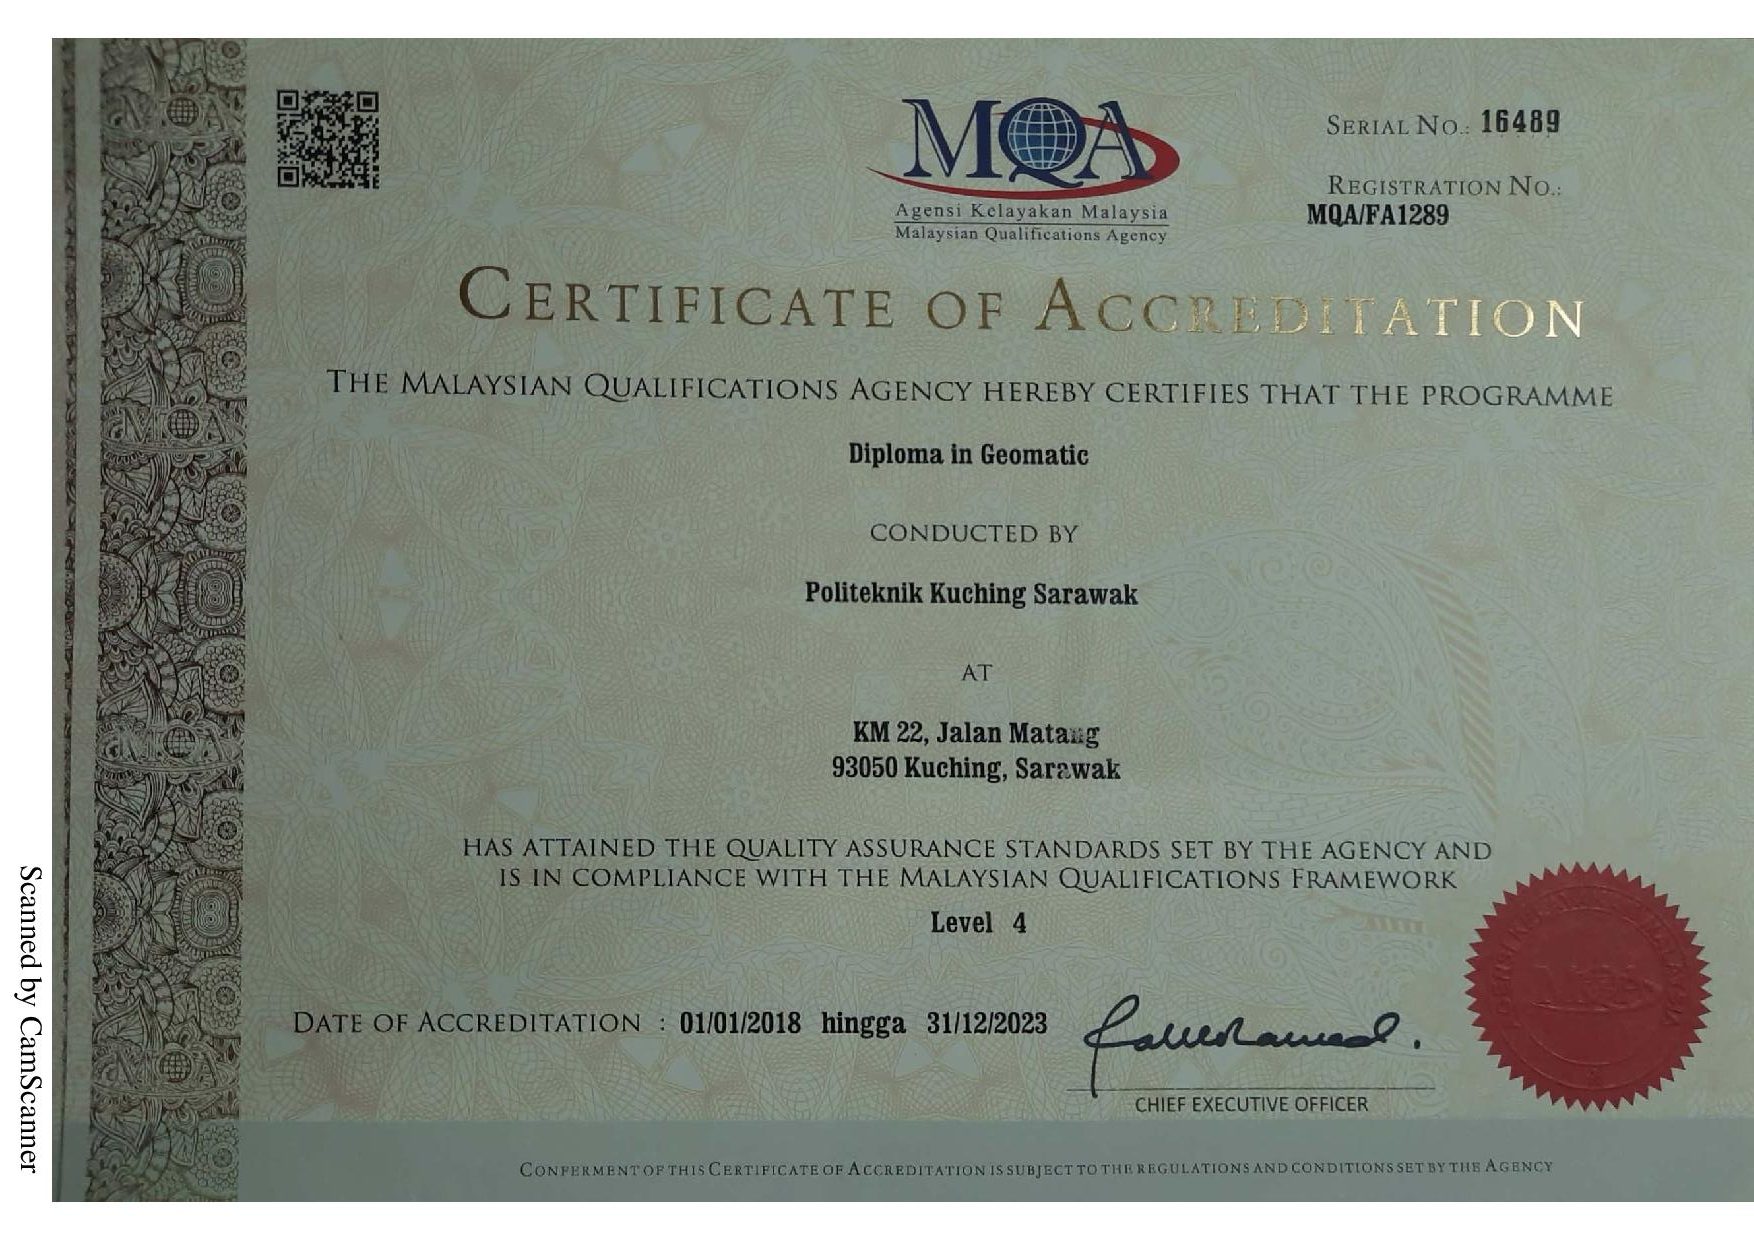 MQA
Agensi Kelayakan Malaysia
Malaysian Qualifications Agency
SERIAL NO.: 16489
REGISTRATION NO.:
MQA/FA1289
CERTIFICATE OF ACCREDITATION
THE MALAYSIAN QUALIFICATIONS AGENCY HEREBY CERTIFIES THAT THE PROGRAMME
Diploma in Geomatic
CONDUCTED BY
Politeknik Kuching Sarawak
AT
KM 22, Jalan Matang
93050 Kuching, Sarawak
HAS ATTAINED THE QUALITY ASSURANCE STANDARDS SET BY THE AGENCY AND
IS IN COMPLIANCE WITH THE MALAYSIAN QUALIFICATIONS FRAMEWORK
Level 4
DATE OF ACCREDITATION : 01/01/2018 hingga 31/12/2023
CHIEF EXECUTIVE OFFICER
CONFERMENT OF THIS CERTIFICATE OF ACCREDITATION IS SUBJECT TO THE REGULATIONS AND CONDITIONS SET BY THE AGENCY
Scanned by CamScanner